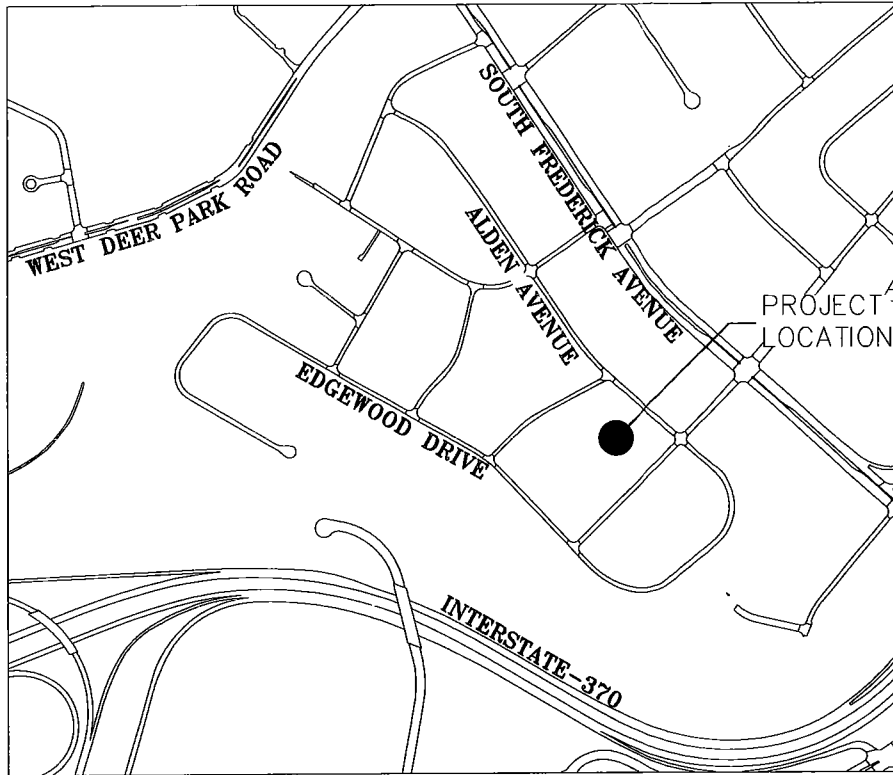 SOUTH FREDERICK AVENUE
WEST DEER PARK ROAD
ALDEN AVENUE
PROJECT
LOCATION
EDGEWOOD DRIVE
INTERSTATE-370